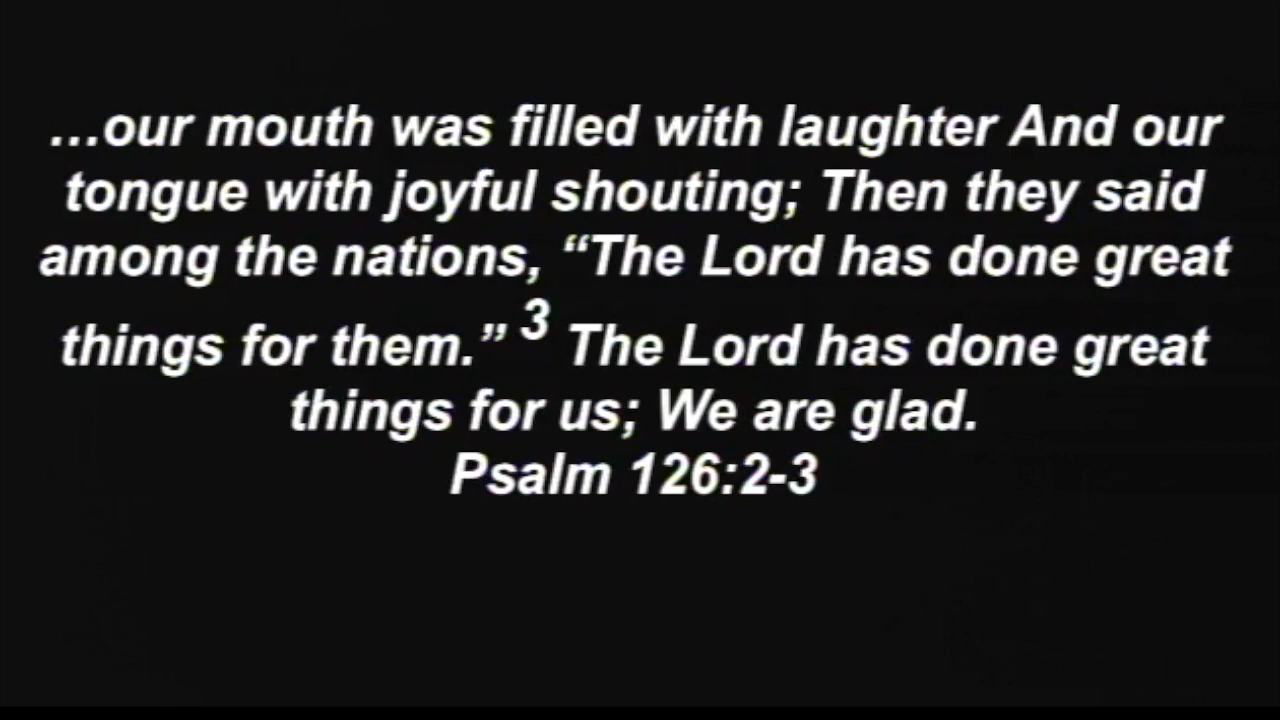 …our mouth was filled with laughter And our
tongue with joyful shouting; Then they said
among the nations, “The Lord has done great
things for them.” 3 The Lord has done great
things for us; We are glad.
Psalm 126:2-3